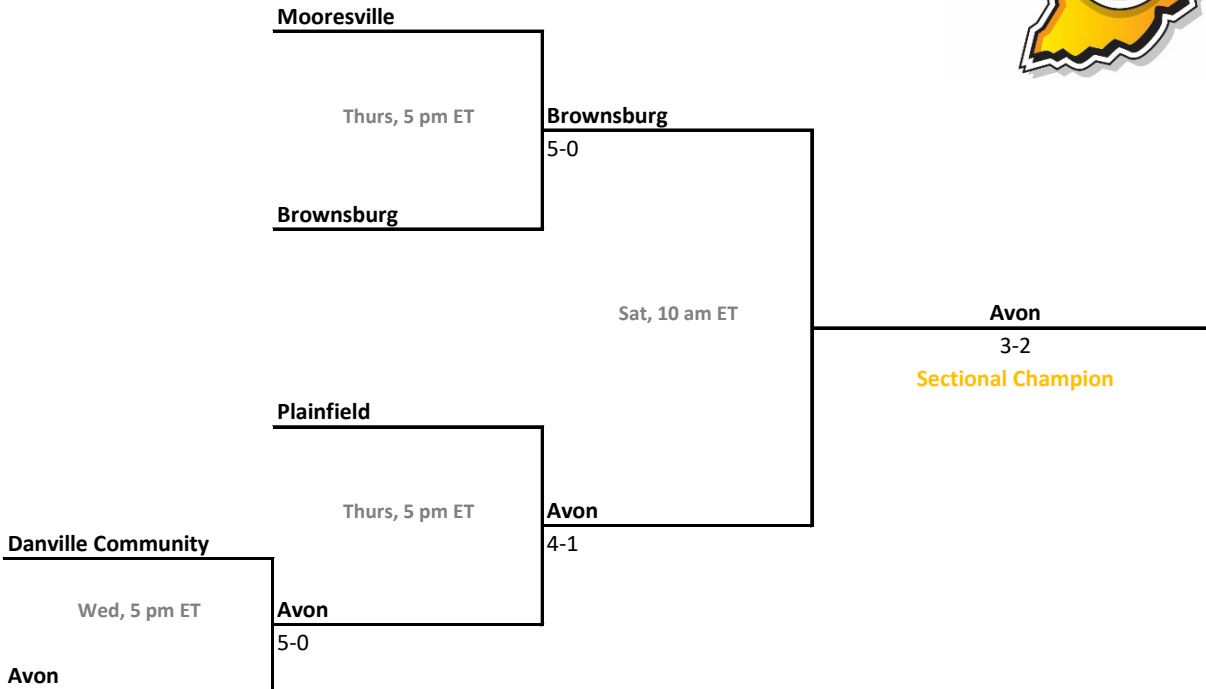 Mooresville
Thurs, 5 pm ET
Brownsburg
5-0
Brownsburg
Sat, 10 am ET
Avon
3-2
Sectional Champion
Plainfield
Thurs, 5 pm ET
Avon
4-1
Danville Community
Wed, 5 pm ET
Avon
5-0
Avon